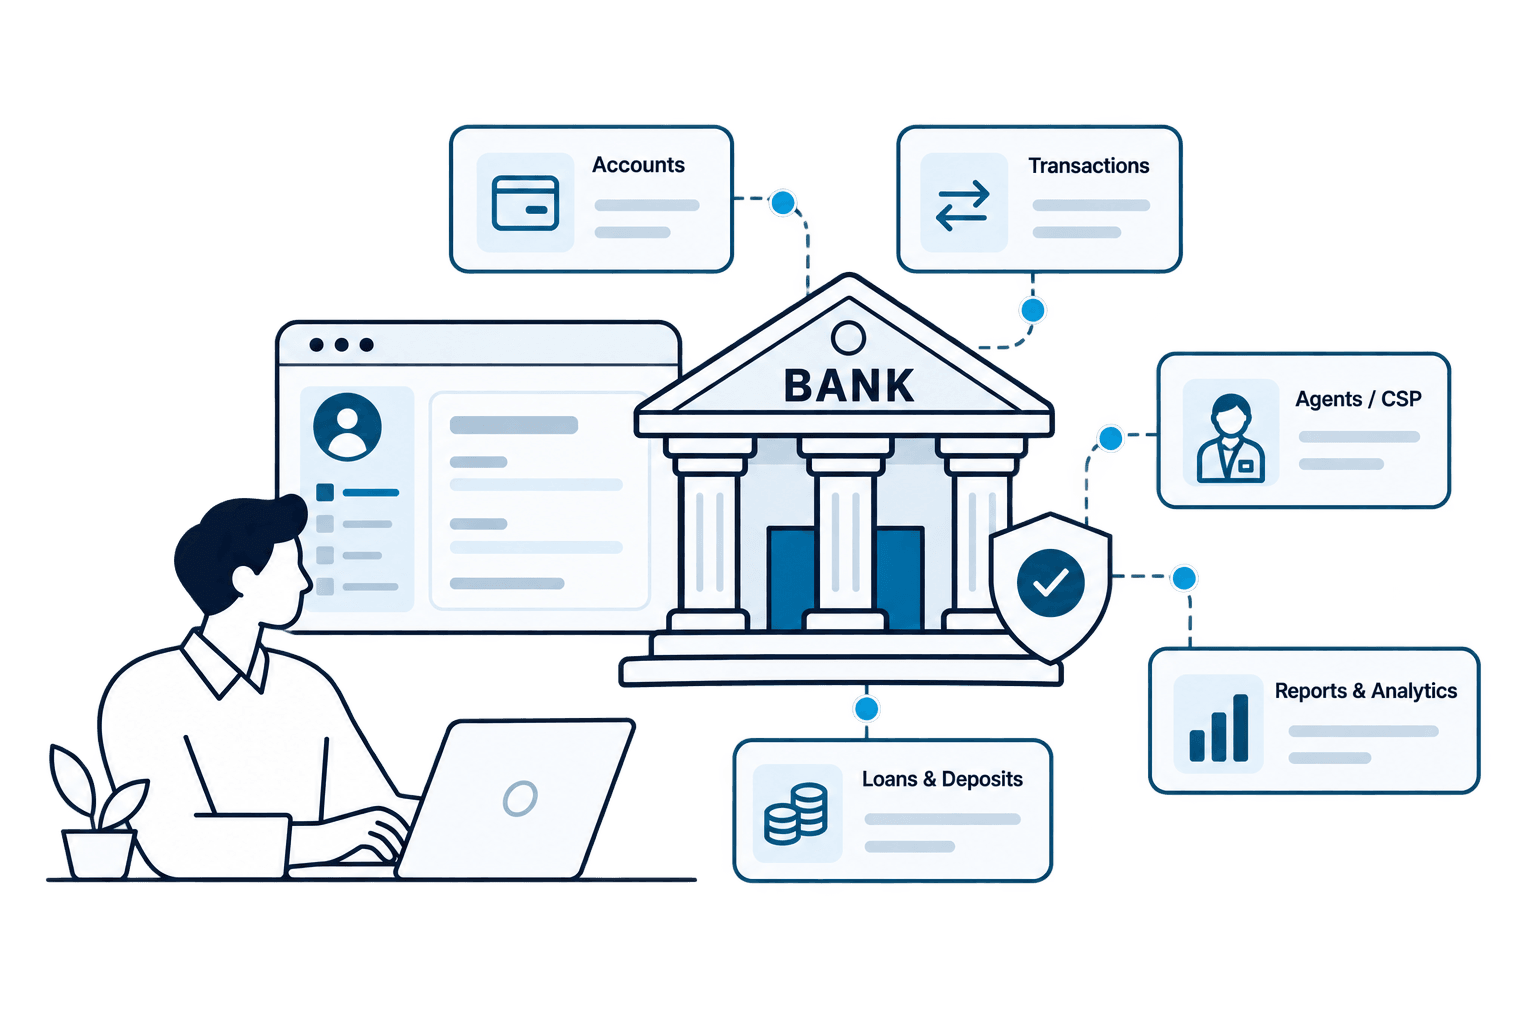 Accounts
Transactions
BANK
Agents / CSP
Reports & Analytics
Loans & Deposits